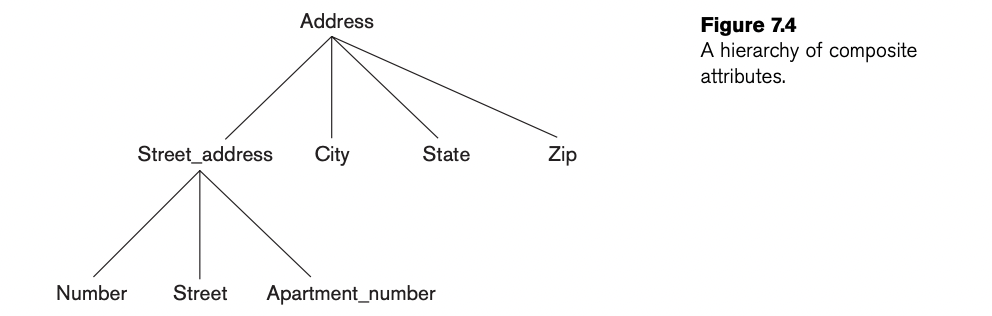 Address
Figure 7.4
A hierarchy of composite
attributes.
Street_address City State Zip
Number Street Apartment_number